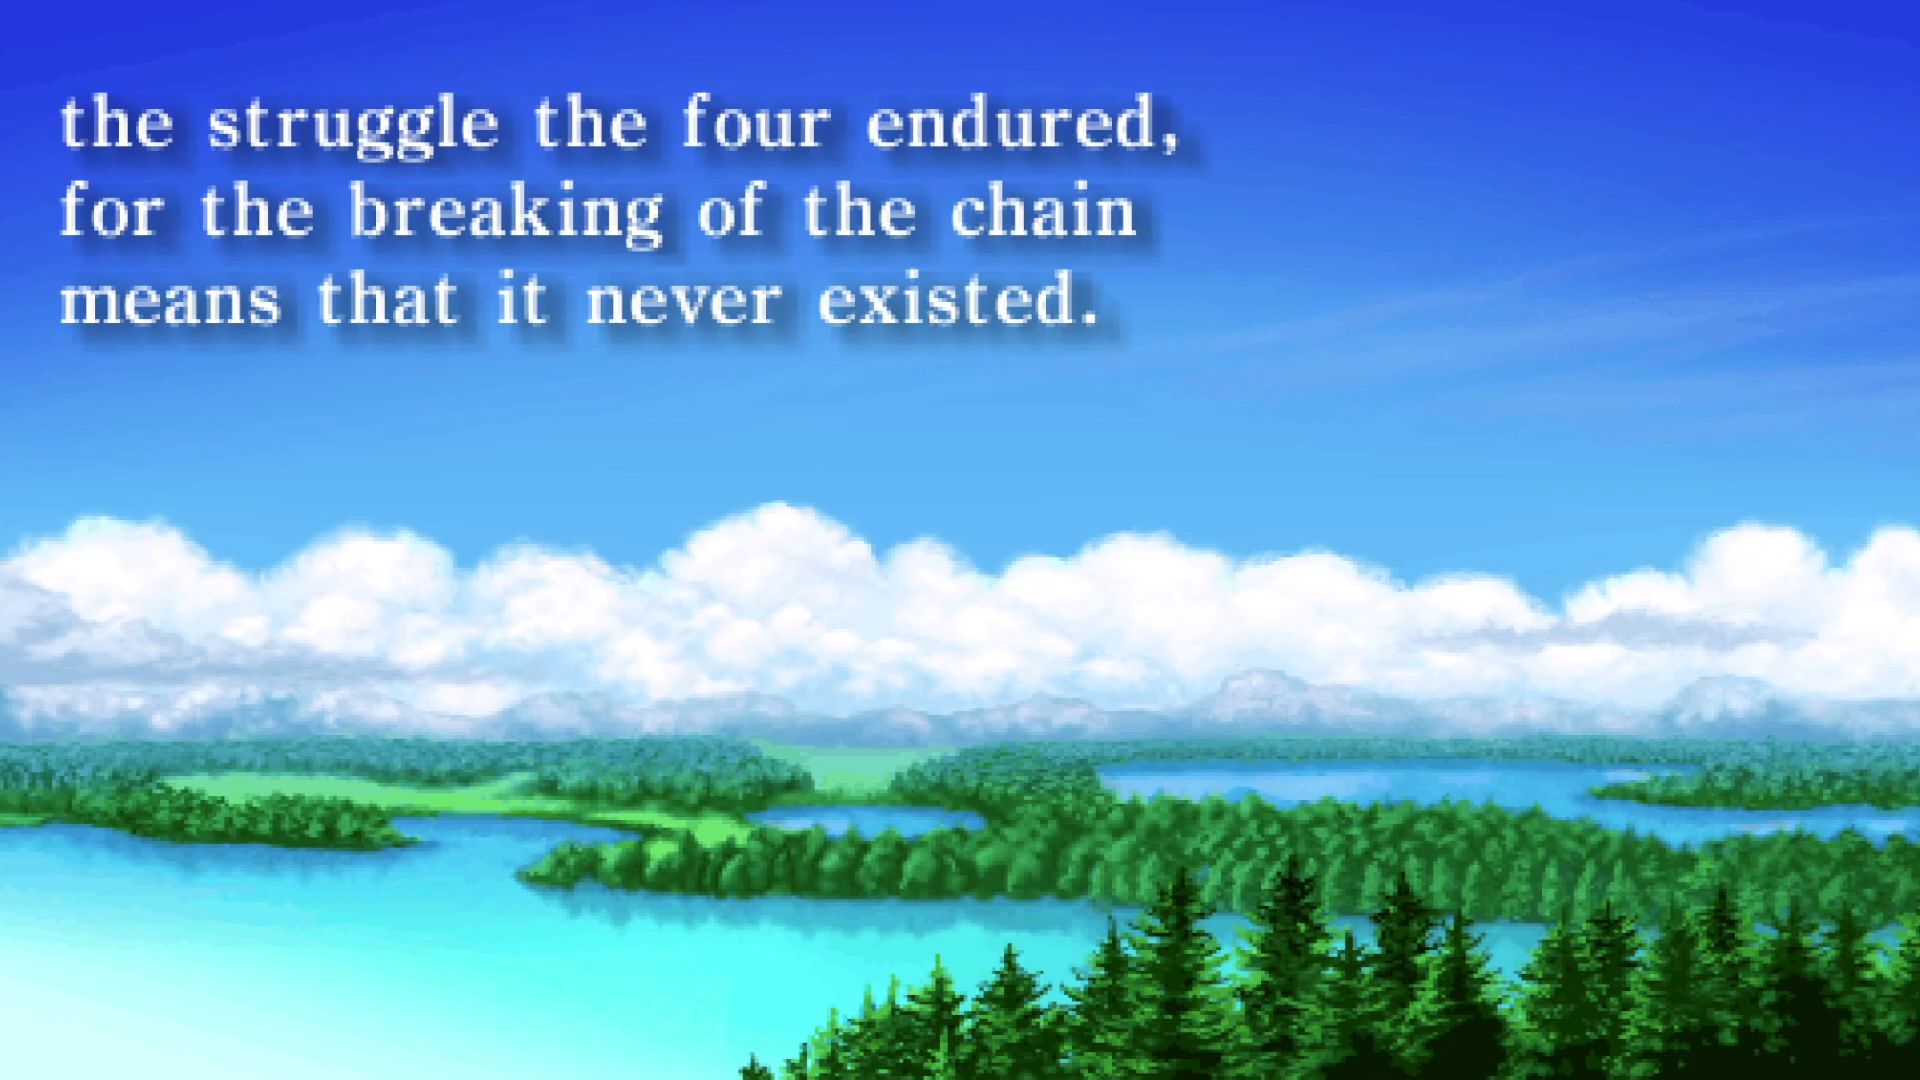 the struggle the four endured,
for the breaking of the chain
means that it never existed.